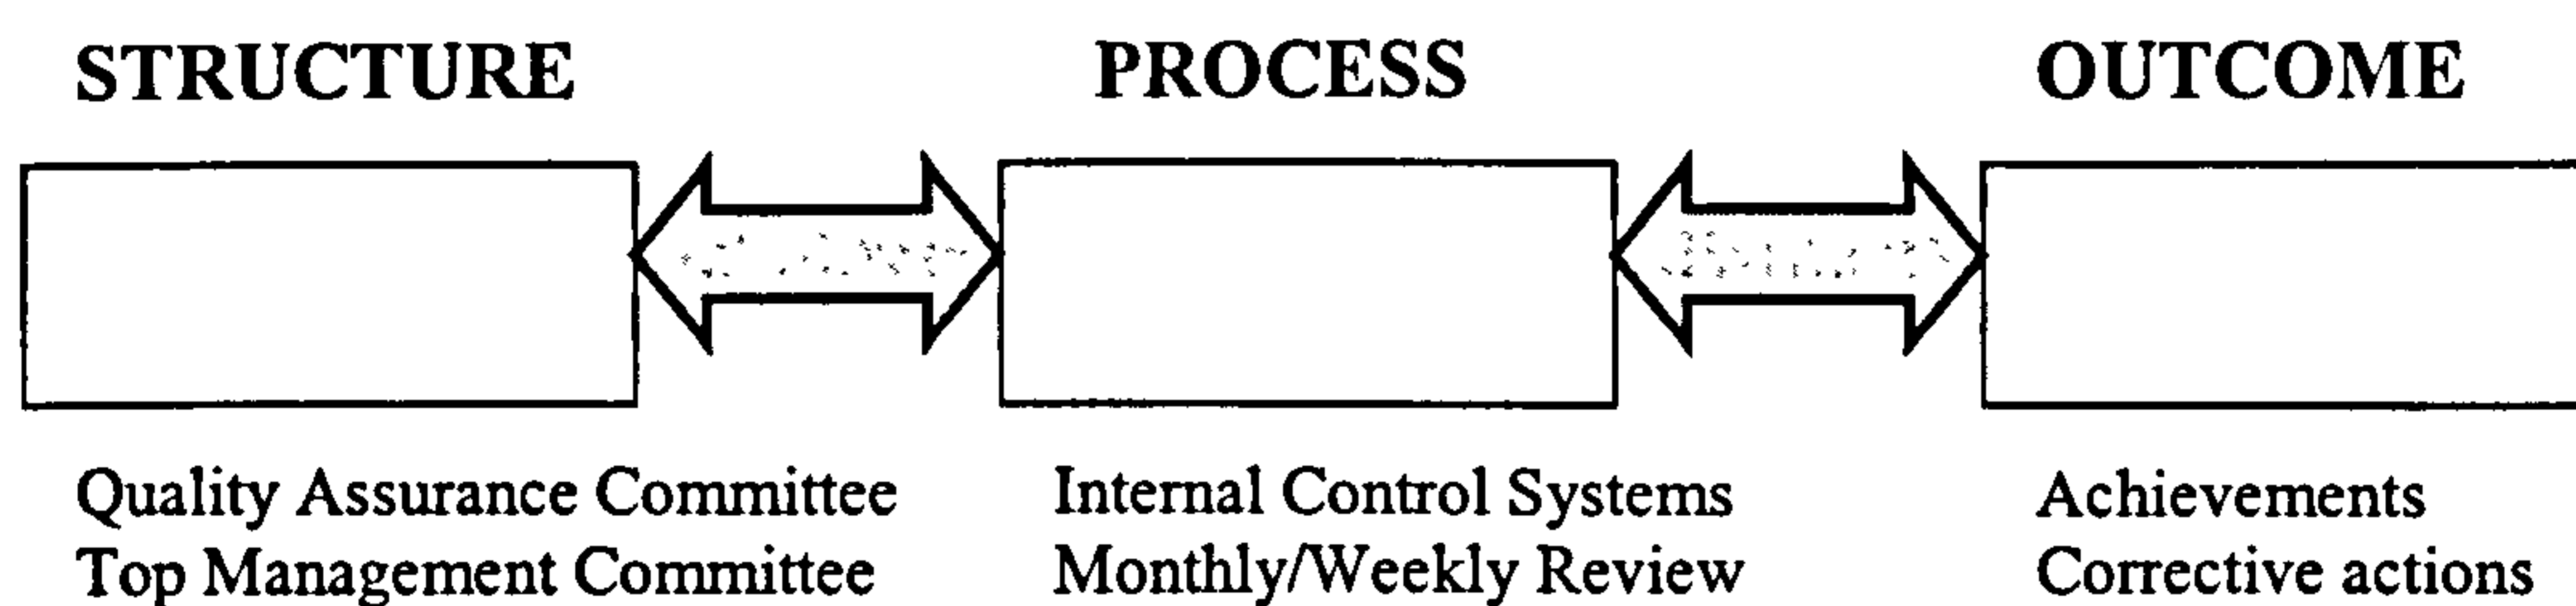 STRUCTURE
PROCESS
OUTCOME
Quality Assurance Committee
Top Management Committee
Internal Control Systems
Monthly/Weekly Review
Achievements
Corrective actions